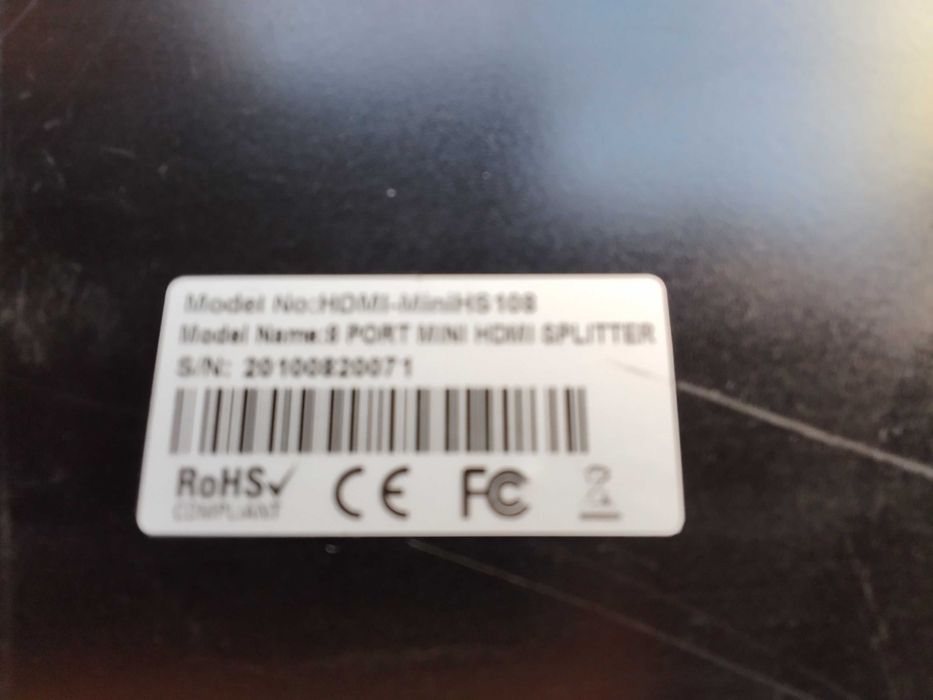 Model No:HDMI-MiniHS108
Model Name:8 PORT MINI HDMI SPLITTER
S/N: 20100820071
RoHS✓
COMPLIANT
CE FC